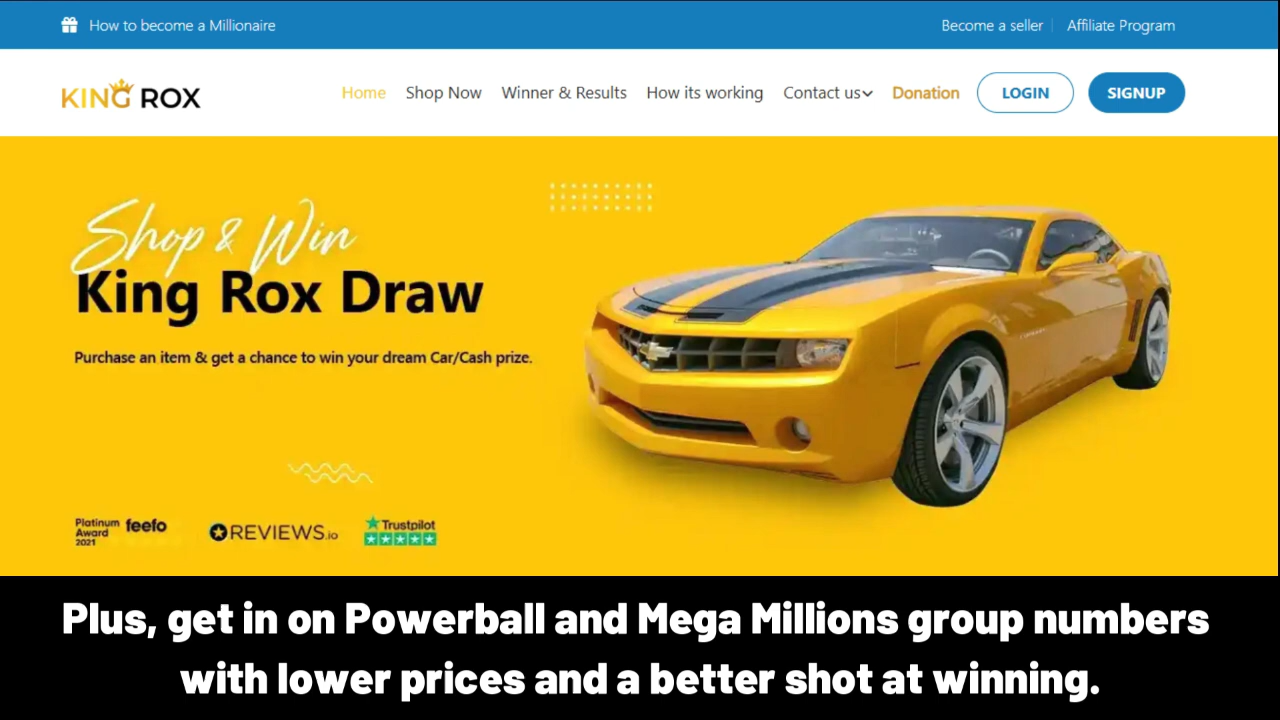 How to become a Millionaire
Become a seller
Affiliate Program
KING ROX
Home
Shop Now
Winner & Results
How its working
Contact us
Donation
LOGIN
SIGNUP
Shop & Win
King Rox Draw
Purchase an item & get a chance to win your dream Car/Cash prize.
Platinum
Award
2021
feefo
REVIEWS.io
Trustpilot
Plus, get in on Powerball and Mega Millions group numbers
with lower prices and a better shot at winning.